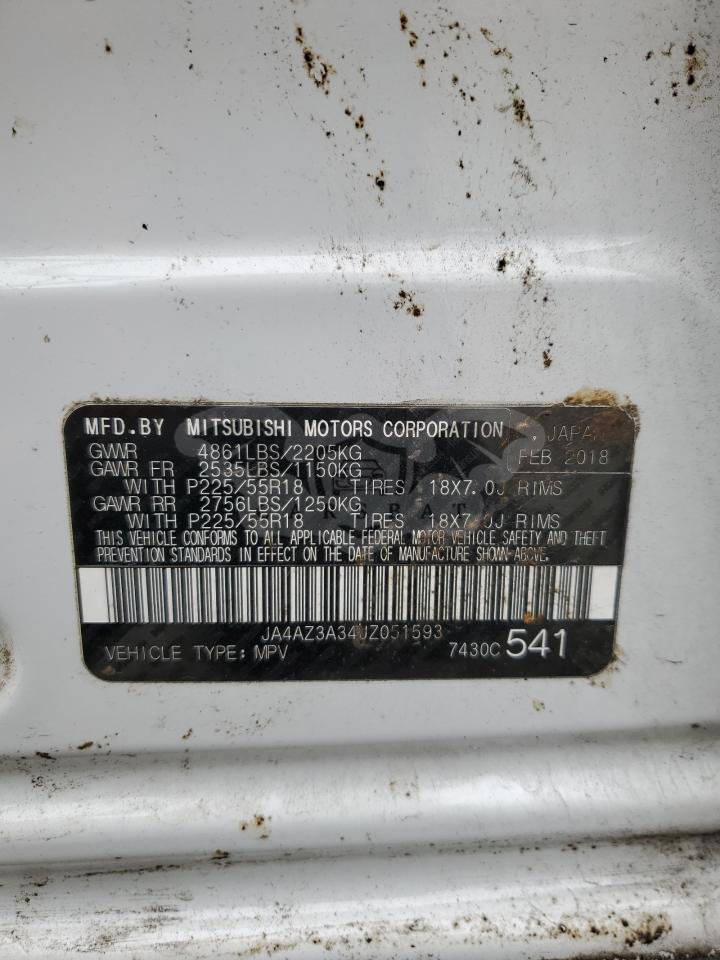 MFD.BY MITSUBISHI MOTORS CORPORATION , JAPAN
GVWR 4861LBS/2205KG FEB 2018
GAWR FR 2535LBS/1150KG
WITH P225/55R18 TIRES, 18X7.0J RIMS
GAWR RR 2756LBS/1250KG
WITH P225/55R18 TIRES 18X7.0J RIMS
THIS VEHICLE CONFORMS TO ALL APPLICABLE FEDERAL MOTOR VEHICLE SAFETY AND THEFT
PREVENTION STANDARDS IN EFFECT ON THE DATE OF MANUFACTURE SHOWN ABOVE.
JA4AZ3A34JZ051593
VEHICLE TYPE: MPV 7430C 541